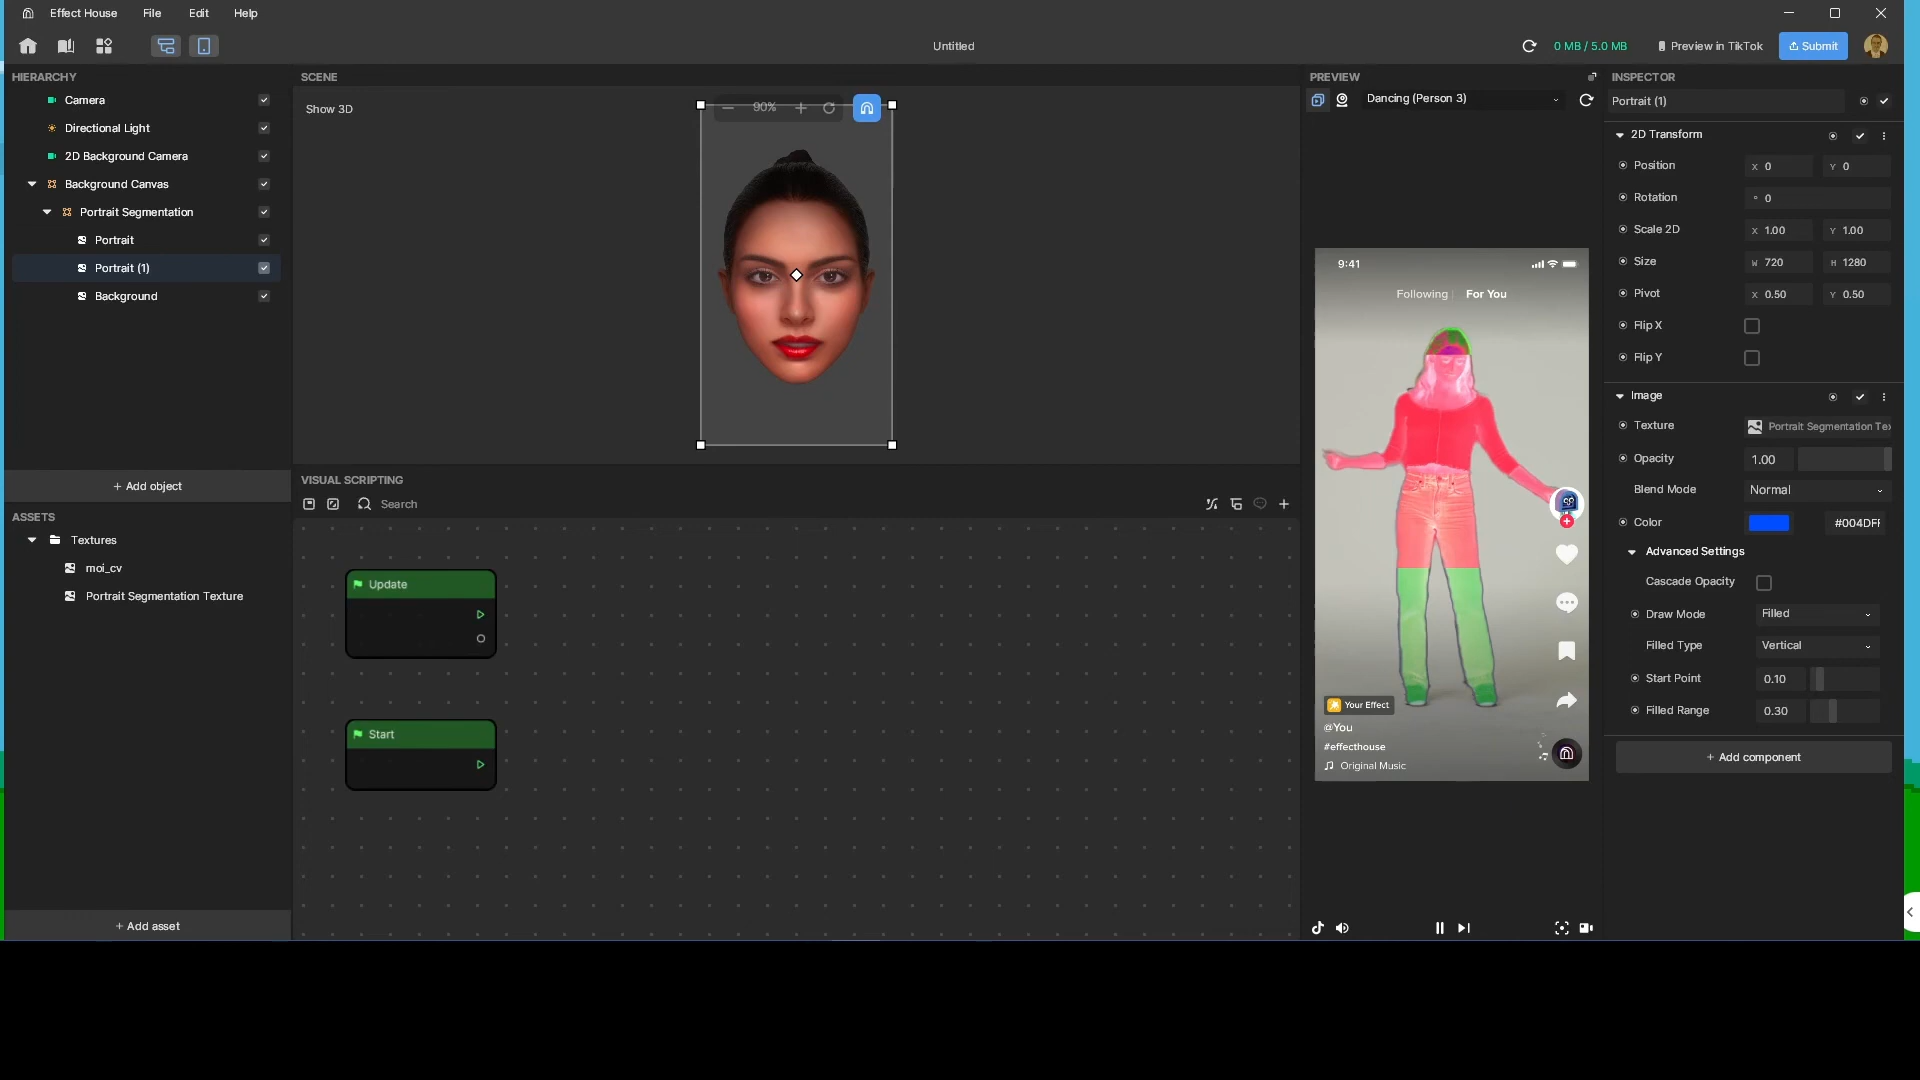 Effect House File Edit Help
Untitled
0 MB / 5.0 MB
Preview in TikTok
Submit
HIERARCHY
Camera
Directional Light
2D Background Camera
Background Canvas
Portrait Segmentation
Portrait
Portrait (1)
Background
+ Add object
ASSETS
Textures
moi_cv
Portrait Segmentation Texture
+ Add asset
SCENE
Show 3D
90%
VISUAL SCRIPTING
Search
Update
Start
PREVIEW
Dancing (Person 3)
9:41
Following For You
Your Effect
@You
#effecthouse
Original Music
INSPECTOR
Portrait (1)
2D Transform
Position X 0 Y 0
Rotation ° 0
Scale 2D X 1.00 Y 1.00
Size W 720 H 1280
Pivot X 0.50 Y 0.50
Flip X
Flip Y
Image
Texture Portrait Segmentation Tex
Opacity 1.00
Blend Mode Normal
Color #004DFF
Advanced Settings
Cascade Opacity
Draw Mode Filled
Filled Type Vertical
Start Point 0.10
Filled Range 0.30
+ Add component